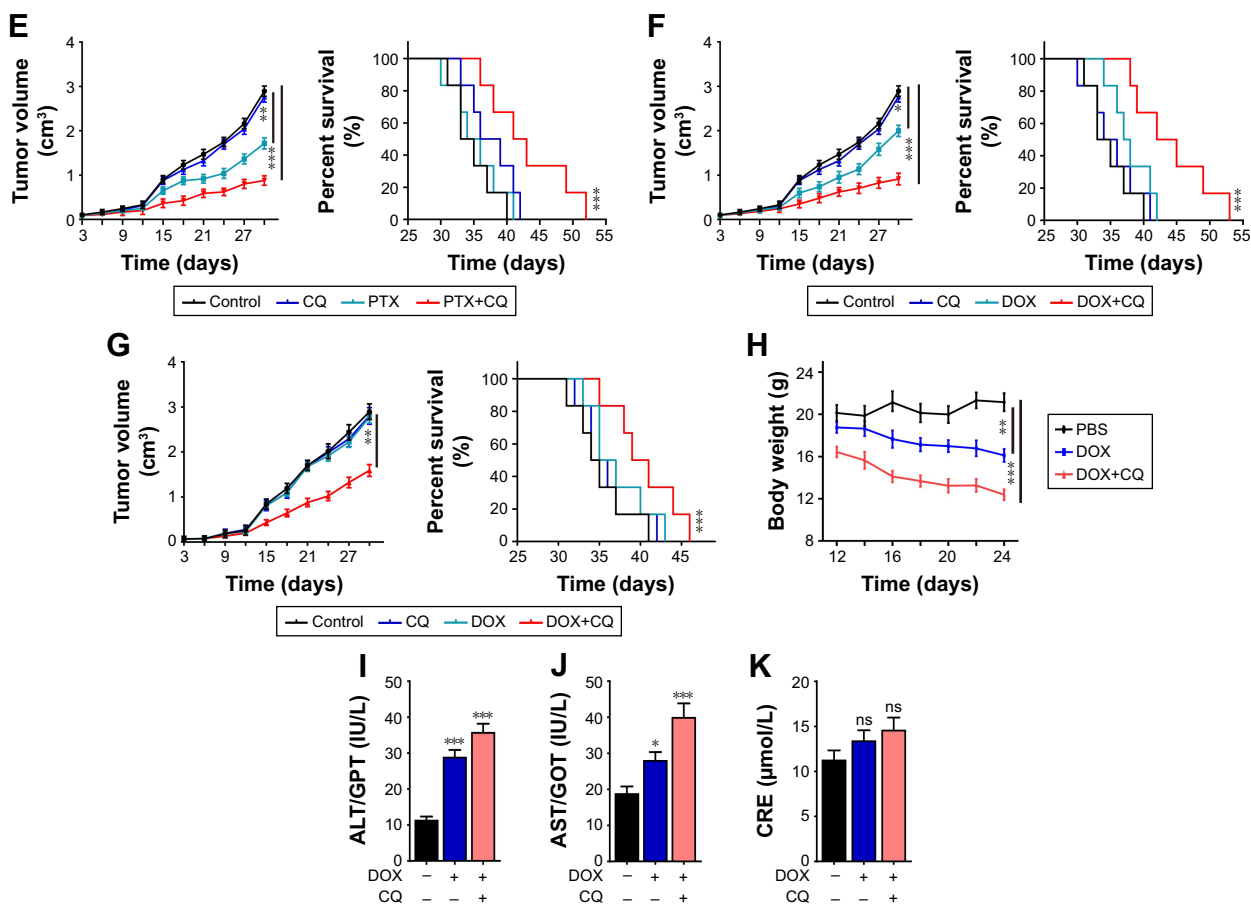 E
Tumor volume
(cm³)
4
3
2
1
0
3 9 15 21 27
Time (days)
**
***
Percent survival
(%)
100
80
60
40
20
0
25 30 35 40 45 50 55
Time (days)
***
Control CQ PTX PTX+CQ
F
Tumor volume
(cm³)
4
3
2
1
0
3 9 15 21 27
Time (days)
*
***
Percent survival
(%)
100
80
60
40
20
0
25 30 35 40 45 50 55
Time (days)
***
Control CQ DOX DOX+CQ
G
Tumor volume
(cm³)
4
3
2
1
0
3 9 15 21 27
Time (days)
**
Percent survival
(%)
100
80
60
40
20
0
25 30 35 40 45
Time (days)
***
Control CQ DOX DOX+CQ
H
Body weight (g)
24
20
16
12
8
12 14 16 18 20 22 24
Time (days)
**
***
PBS
DOX
DOX+CQ
I
ALT/GPT (IU/L)
50
40
30
20
10
0
*** ***
DOX – + +
CQ – – +
J
AST/GOT (IU/L)
50
40
30
20
10
0
* ***
DOX – + +
CQ – – +
K
CRE (µmol/L)
20
15
10
5
0
ns ns
DOX – + +
CQ – – +